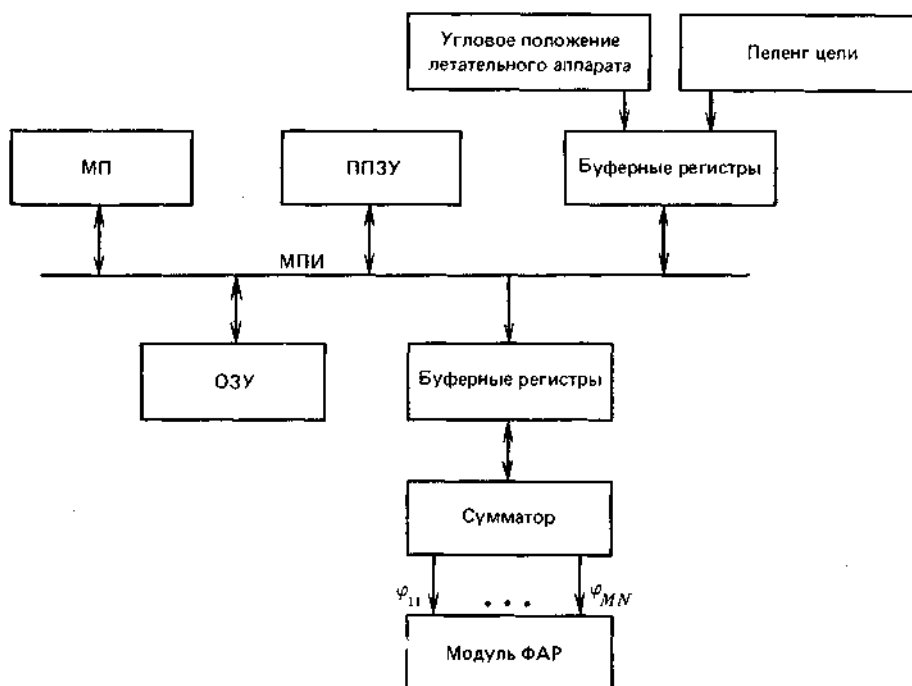 Угловое положение
летательного аппарата
Пеленг цели
МП
ППЗУ
Буферные регистры
МПИ
ОЗУ
Буферные регистры
Сумматор
φ11 . . . φMN
Модуль ФАР